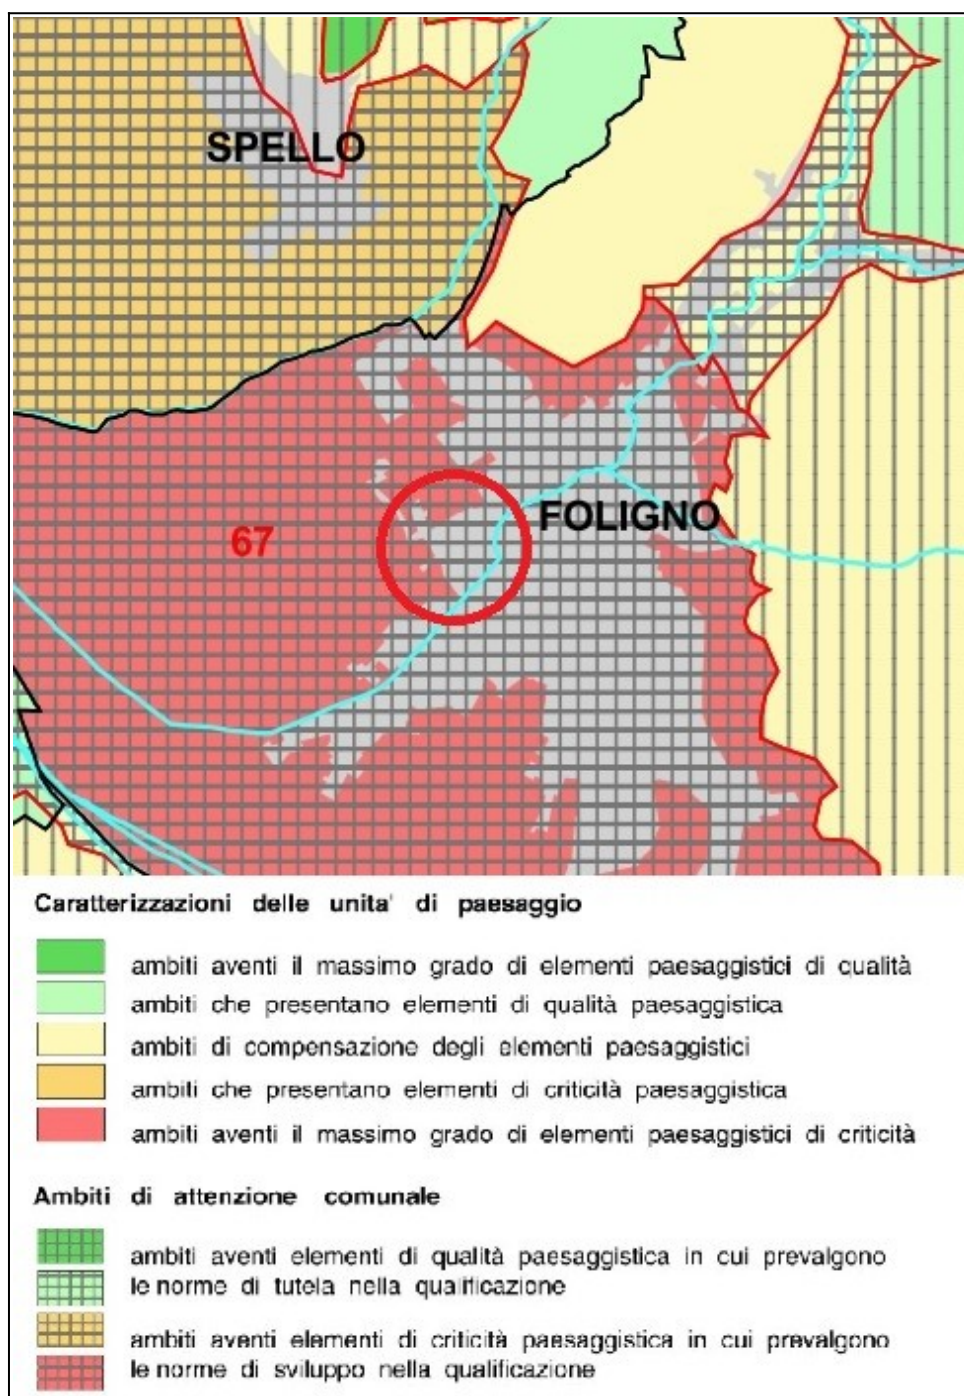 SPELLO
FOLIGNO
67
Caratterizzazioni delle unita' di paesaggio
ambiti aventi il massimo grado di elementi paesaggistici di qualità
ambiti che presentano elementi di qualità paesaggistica
ambiti di compensazione degli elementi paesaggistici
ambiti che presentano elementi di criticità paesaggistica
ambiti aventi il massimo grado di elementi paesaggistici di criticità
Ambiti di attenzione comunale
ambiti aventi elementi di qualità paesaggistica in cui prevalgono
le norme di tutela nella qualificazione
ambiti aventi elementi di criticità paesaggistica in cui prevalgono
le norme di sviluppo nella qualificazione